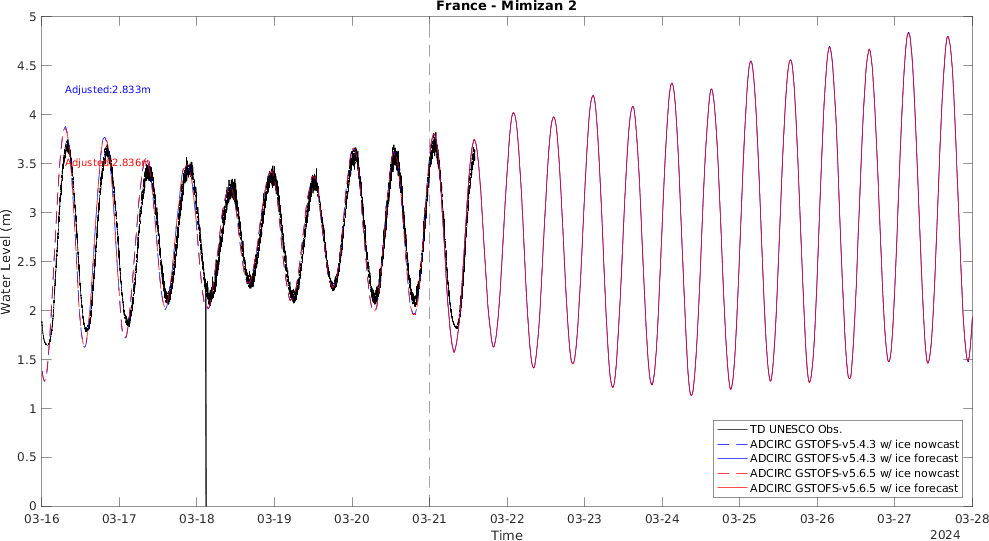 France - Mimizan 2
5
4.5
4
3.5
3
2.5
2
1.5
1
0.5
0
Water Level (m)
Adjusted:2.833m
Adjusted:2.836m
TD UNESCO Obs.
ADCIRC GSTOFS-v5.4.3 w/ ice nowcast
ADCIRC GSTOFS-v5.4.3 w/ ice forecast
ADCIRC GSTOFS-v5.6.5 w/ ice nowcast
ADCIRC GSTOFS-v5.6.5 w/ ice forecast
03-16 03-17 03-18 03-19 03-20 03-21 03-22 03-23 03-24 03-25 03-26 03-27 03-28
Time
2024